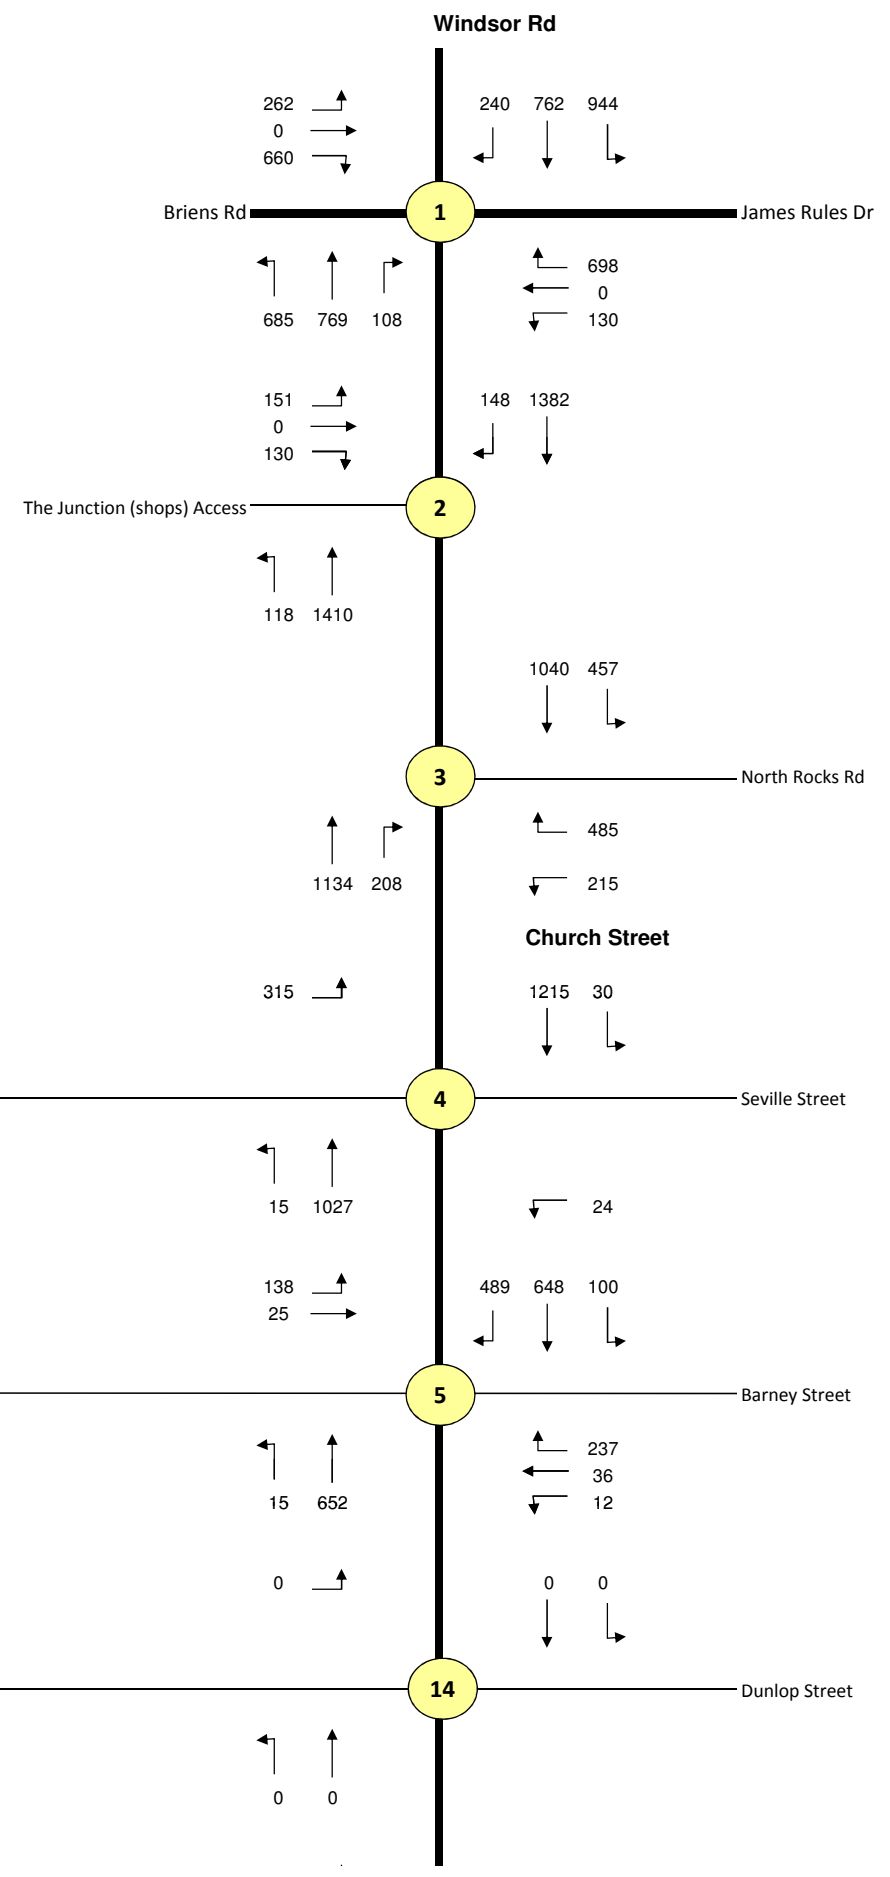 Windsor Rd
262
240 762 944
0
660
Briens Rd 1 James Rules Dr
698
0
685 769 108 130
151 148 1382
0
130
The Junction (shops) Access 2
118 1410
1040 457
3 North Rocks Rd
485
1134 208 215
Church Street
315 1215 30
4 Seville Street
15 1027 24
138 489 648 100
25
5 Barney Street
237
36
15 652 12
0 0 0
14 Dunlop Street
0 0